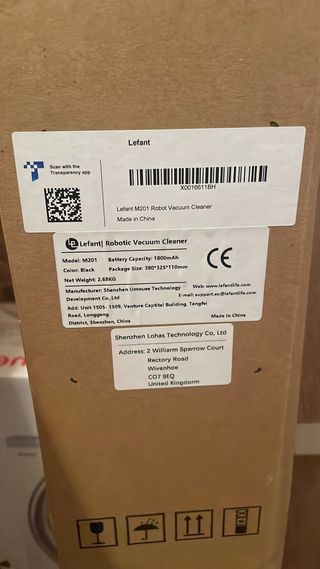 Lefant
Scan with the
Transparency app
X0016611BH
Lefant M201 Robot Vacuum Cleaner
Made in China
Lefant| Robotic Vacuum Cleaner
Model: M201 Battery Capacity: 1800mAh
Color: Black Package Size: 380*325*110mm
Net Weight: 2.68KG
Manufacturer: Shenzhen Umouse Technology
Development Co.,Ltd
Web: www.lefantlife.com
E-mail: support.eu@lefantlife.com
Add: Unit 1505- 1509, Venture Captial Building, Tengfei
Road, Longgang
District, Shenzhen, China
Made in China
CE
Shenzhen Lohas Technology Co, Ltd
Address: 2 Williarm Sparrow Court
Rectory Road
Wivenhoe
CO7 9EQ
United Kingdorm